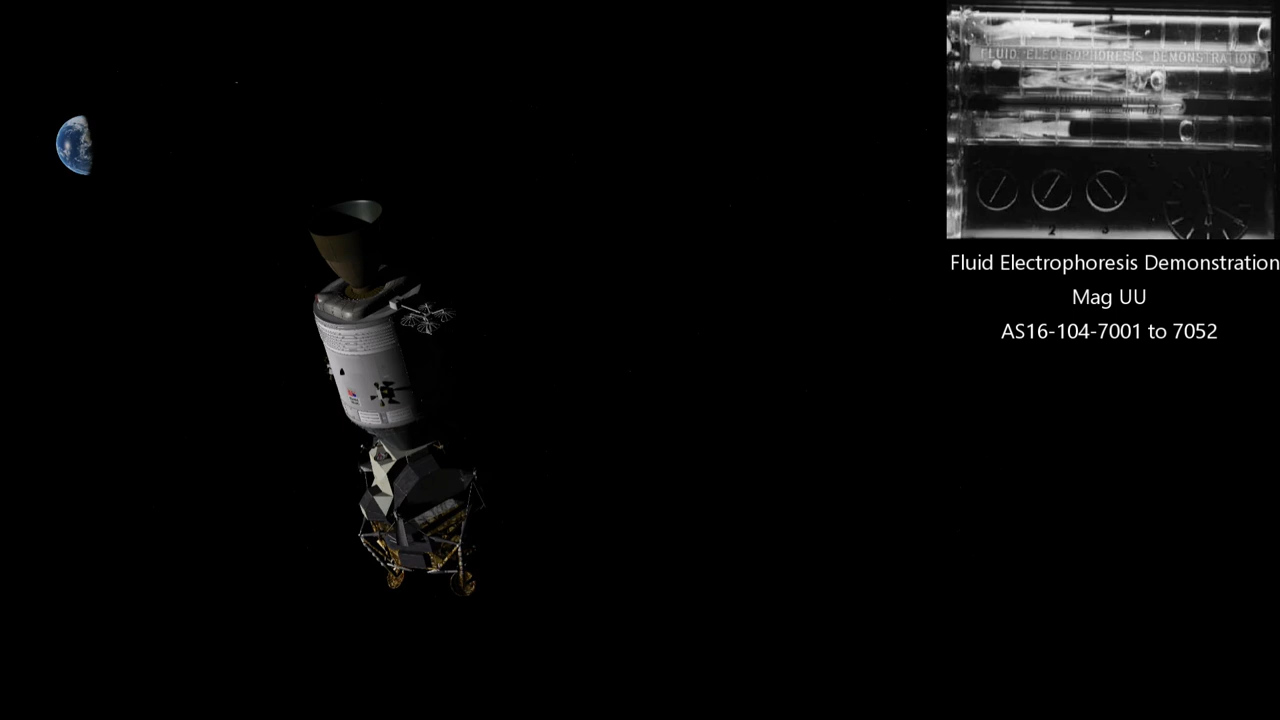 FLUID ELECTROPHORESIS DEMONSTRATION
2
3
Fluid Electrophoresis Demonstration
Mag UU
AS16-104-7001 to 7052